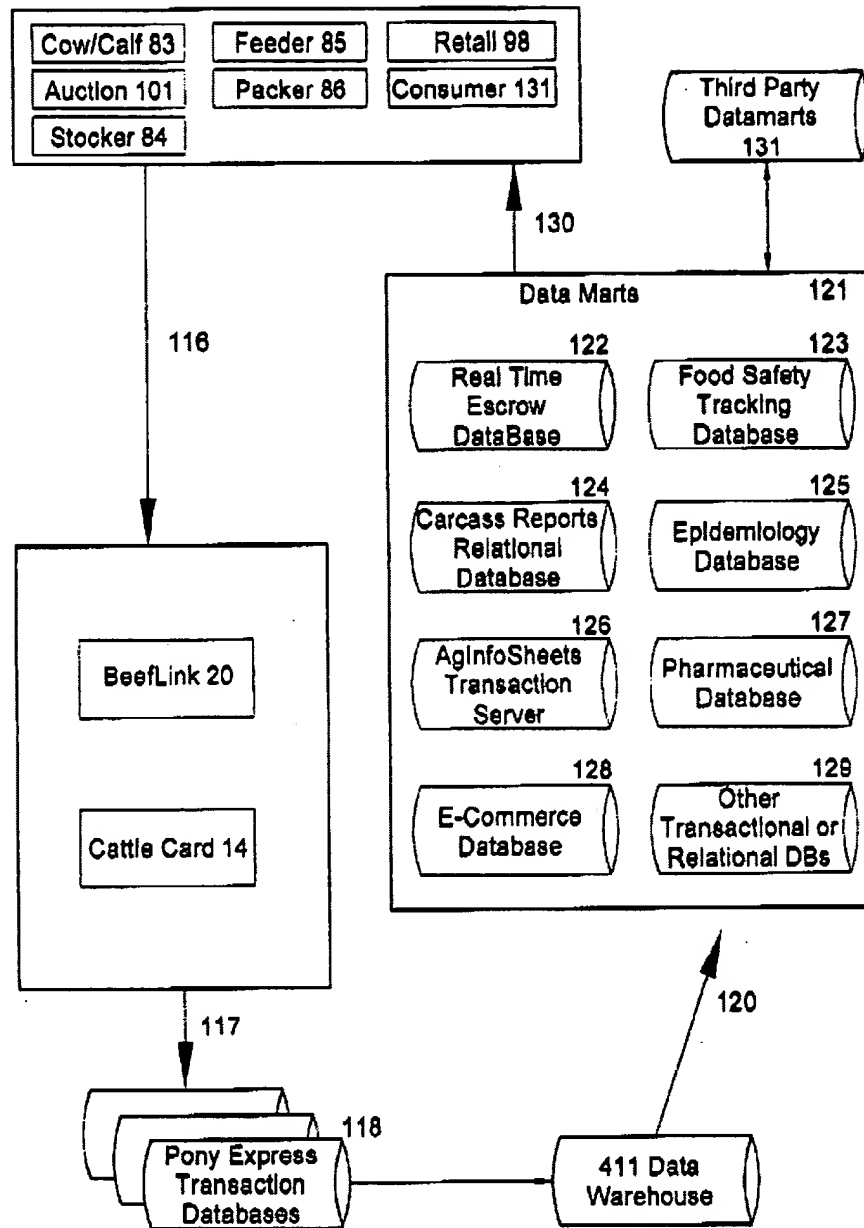 Cow/Calf 83
Feeder 85
Retail 98
Auction 101
Packer 86
Consumer 131
Stocker 84
Third Party
Datamarts
131
130
116
Data Marts
121
122
Real Time
Escrow
DataBase
123
Food Safety
Tracking
Database
124
Carcass Reports
Relational
Database
125
Epidemiology
Database
126
AgInfoSheets
Transaction
Server
127
Pharmaceutical
Database
128
E-Commerce
Database
129
Other
Transactional or
Relational DBs
BeefLink 20
Cattle Card 14
117
120
118
Pony Express
Transaction
Databases
411 Data
Warehouse